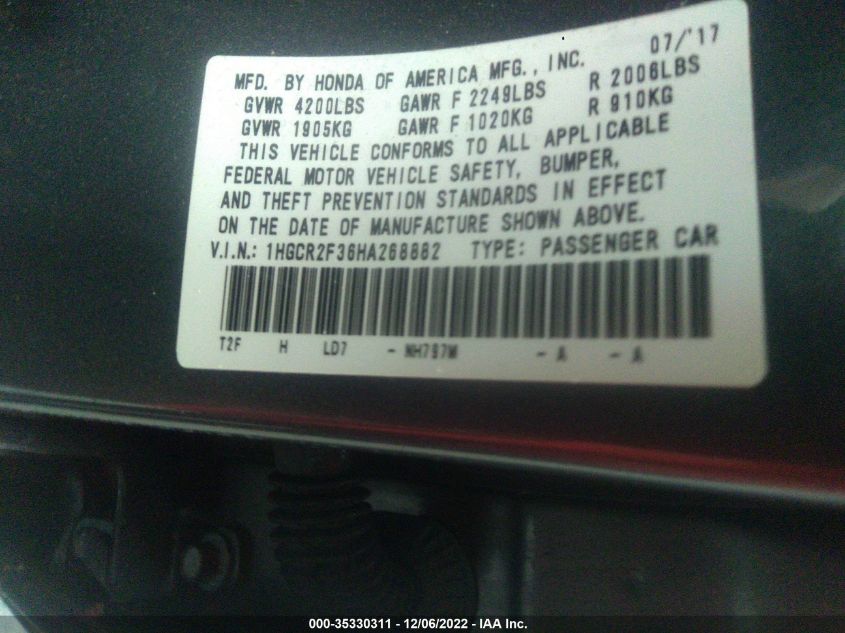 07/'17
MFD. BY HONDA OF AMERICA MFG., INC.
GVWR 4200LBS GAWR F 2249LBS R 2006LBS
GVWR 1905KG GAWR F 1020KG R 910KG
THIS VEHICLE CONFORMS TO ALL APPLICABLE
FEDERAL MOTOR VEHICLE SAFETY, BUMPER,
AND THEFT PREVENTION STANDARDS IN EFFECT
ON THE DATE OF MANUFACTURE SHOWN ABOVE.
V.I.N.: 1HGCR2F36HA268882 TYPE: PASSENGER CAR
T2F H LD7 - NH797M - A - A
000-35330311 - 12/06/2022 - IAA Inc.